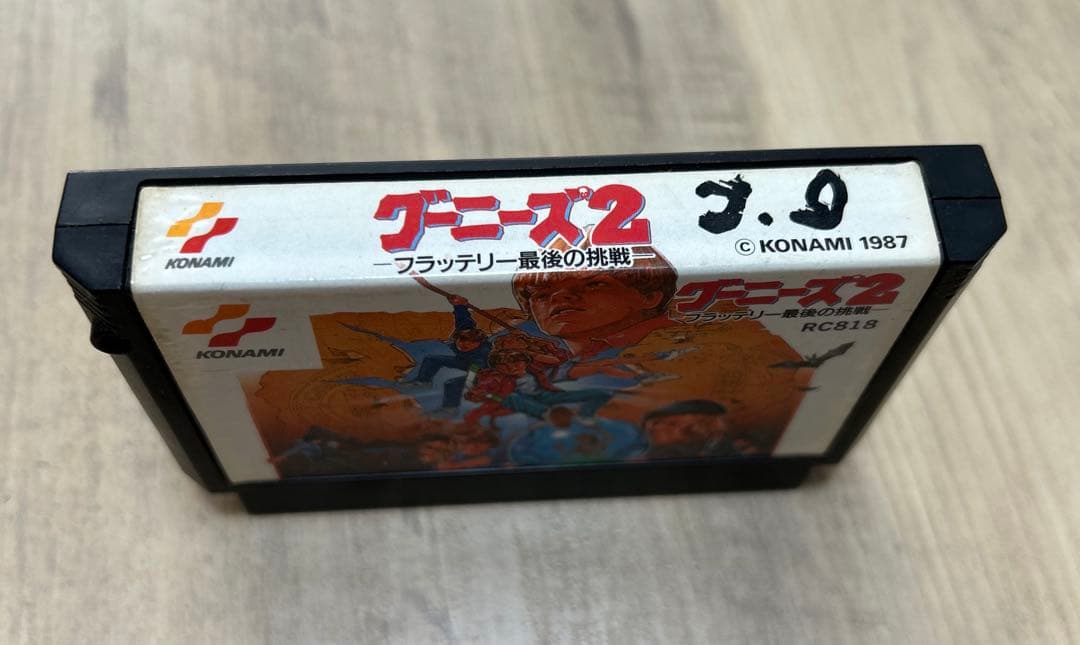 KONAMI
グーニーズ2
ーフラッテリー最後の挑戦ー
© KONAMI 1987
KONAMI
グーニーズ2
ーフラッテリー最後の挑戦ー
RC818